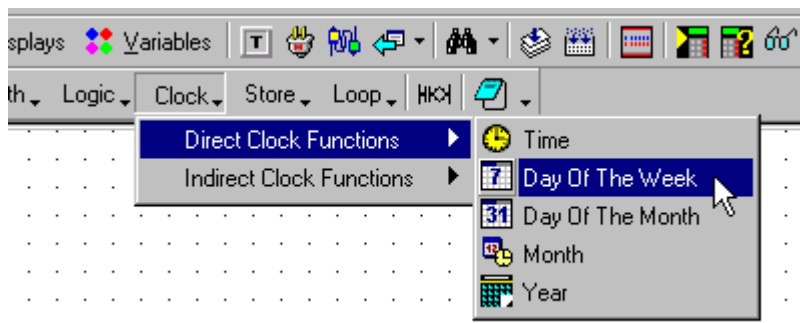 splays Variables T
th Logic Clock Store Loop
Direct Clock Functions Time
7 Day Of The Week
Indirect Clock Functions
31 Day Of The Month
Month
Year